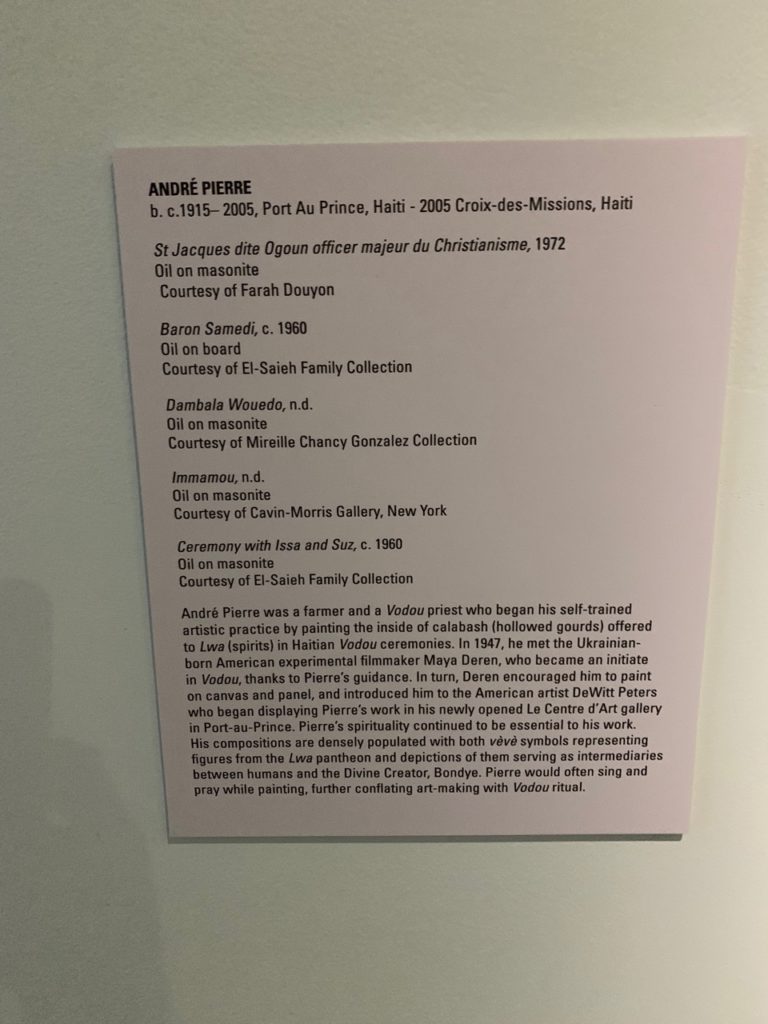 ANDRÉ PIERRE
b. c.1915– 2005, Port Au Prince, Haiti - 2005 Croix-des-Missions, Haiti
St Jacques dite Ogoun officer majeur du Christianisme, 1972
Oil on masonite
Courtesy of Farah Douyon
Baron Samedi, c. 1960
Oil on board
Courtesy of El-Saieh Family Collection
Dambala Wouedo, n.d.
Oil on masonite
Courtesy of Mireille Chancy Gonzalez Collection
Immamou, n.d.
Oil on masonite
Courtesy of Cavin-Morris Gallery, New York
Ceremony with Issa and Suz, c. 1960
Oil on masonite
Courtesy of El-Saieh Family Collection
André Pierre was a farmer and a Vodou priest who began his self-trained
artistic practice by painting the inside of calabash (hollowed gourds) offered
to Lwa (spirits) in Haitian Vodou ceremonies. In 1947, he met the Ukrainian-
born American experimental filmmaker Maya Deren, who became an initiate
in Vodou, thanks to Pierre's guidance. In turn, Deren encouraged him to paint
on canvas and panel, and introduced him to the American artist DeWitt Peters
who began displaying Pierre's work in his newly opened Le Centre d'Art gallery
in Port-au-Prince. Pierre's spirituality continued to be essential to his work.
His compositions are densely populated with both vèvè symbols representing
figures from the Lwa pantheon and depictions of them serving as intermediaries
between humans and the Divine Creator, Bondye. Pierre would often sing and
pray while painting, further conflating art-making with Vodou ritual.